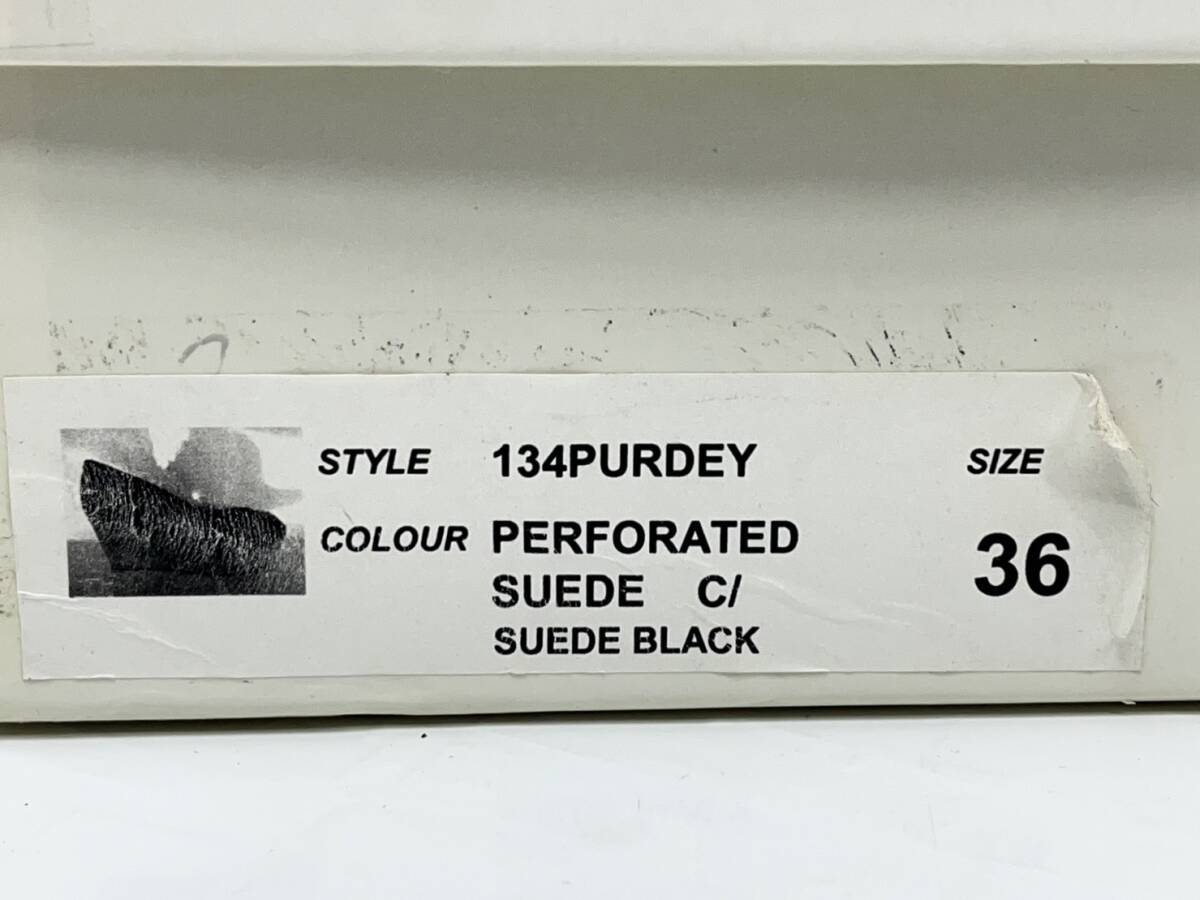 STYLE 134PURDEY SIZE
COLOUR PERFORATED 36
SUEDE C/
SUEDE BLACK